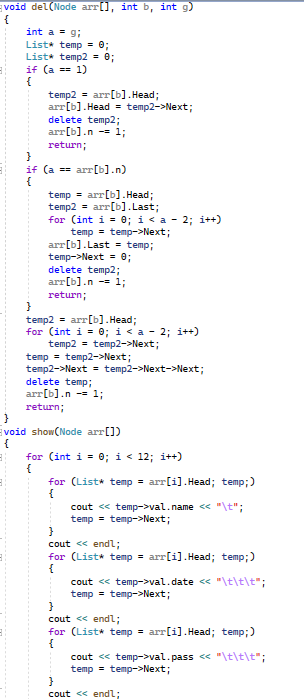 void del(Node arr[], int b, int g)
{
    int a = g;
    List* temp = 0;
    List* temp2 = 0;
    if (a == 1)
    {
        temp2 = arr[b].Head;
        arr[b].Head = temp2->Next;
        delete temp2;
        arr[b].n -= 1;
        return;
    }
    if (a == arr[b].n)
    {
        temp = arr[b].Head;
        temp2 = arr[b].Last;
        for (int i = 0; i < a - 2; i++)
            temp = temp->Next;
        arr[b].Last = temp;
        temp->Next = 0;
        delete temp2;
        arr[b].n -= 1;
        return;
    }
    temp2 = arr[b].Head;
    for (int i = 0; i < a - 2; i++)
        temp2 = temp2->Next;
    temp = temp2->Next;
    temp2->Next = temp2->Next->Next;
    delete temp;
    arr[b].n -= 1;
    return;
}
void show(Node arr[])
{
    for (int i = 0; i < 12; i++)
    {
        for (List* temp = arr[i].Head; temp;)
        {
            cout << temp->val.name << "\t";
            temp = temp->Next;
        }
        cout << endl;
        for (List* temp = arr[i].Head; temp;)
        {
            cout << temp->val.date << "\t\t\t";
            temp = temp->Next;
        }
        cout << endl;
        for (List* temp = arr[i].Head; temp;)
        {
            cout << temp->val.pass << "\t\t\t";
            temp = temp->Next;
        }
        cout << endl;